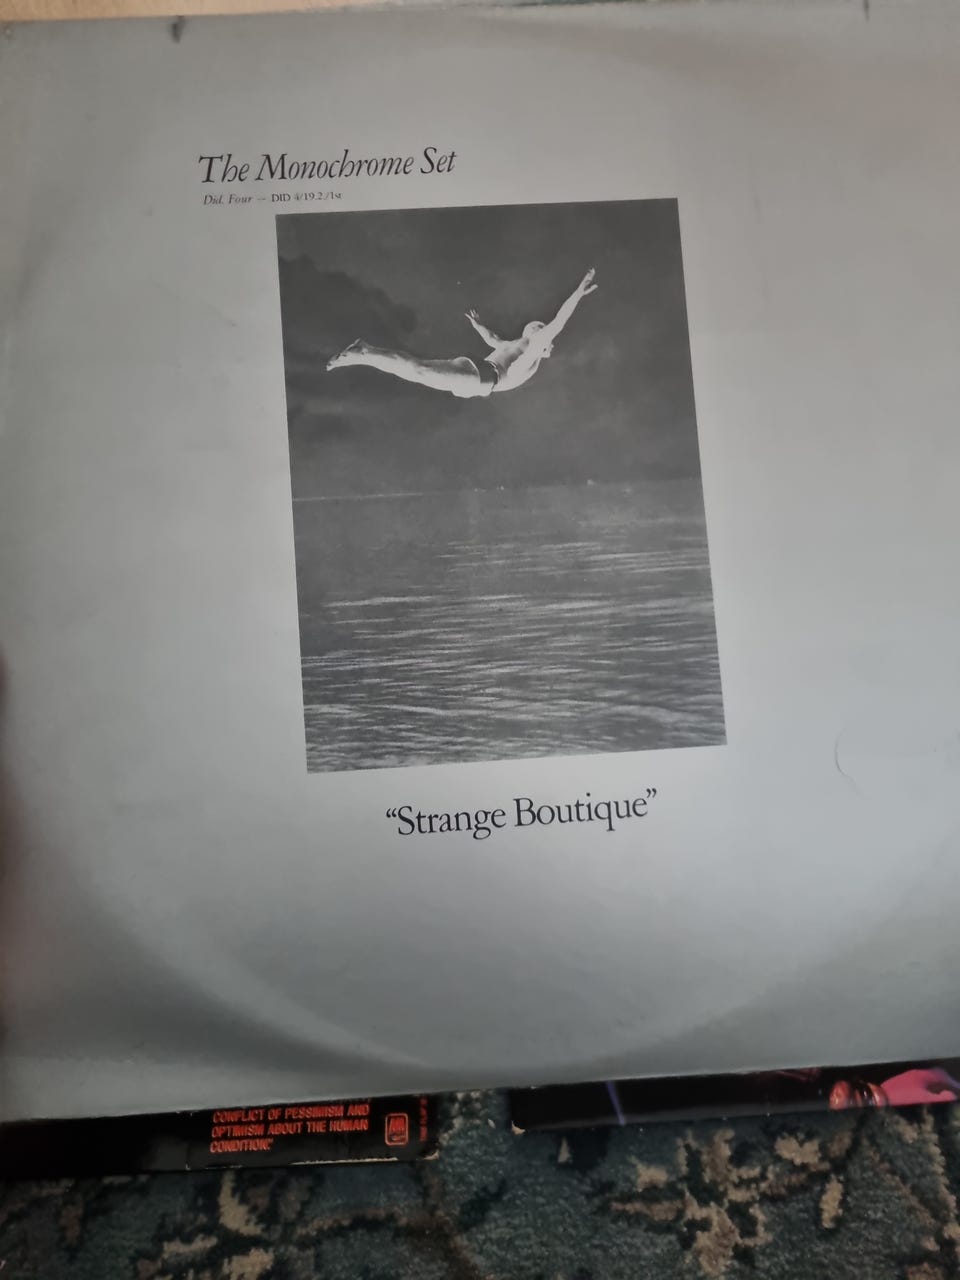 The Monochrome Set
Did. Four — DID 4/19.2./1st
“Strange Boutique”
CONFLICT OF PESSIMISM AND
OPTIMISM ABOUT THE HUMAN
CONDITION."